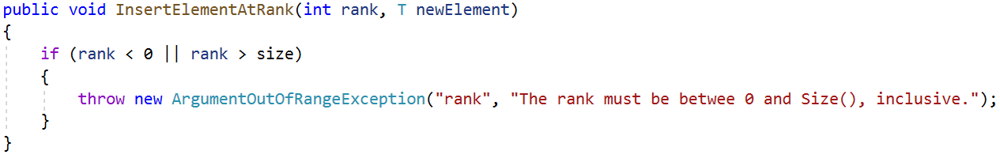 public void InsertElementAtRank(int rank, T newElement)
{
if (rank < 0 || rank > size)
{
throw new ArgumentOutOfRangeException("rank", "The rank must be betwee 0 and Size(), inclusive.");
}
}